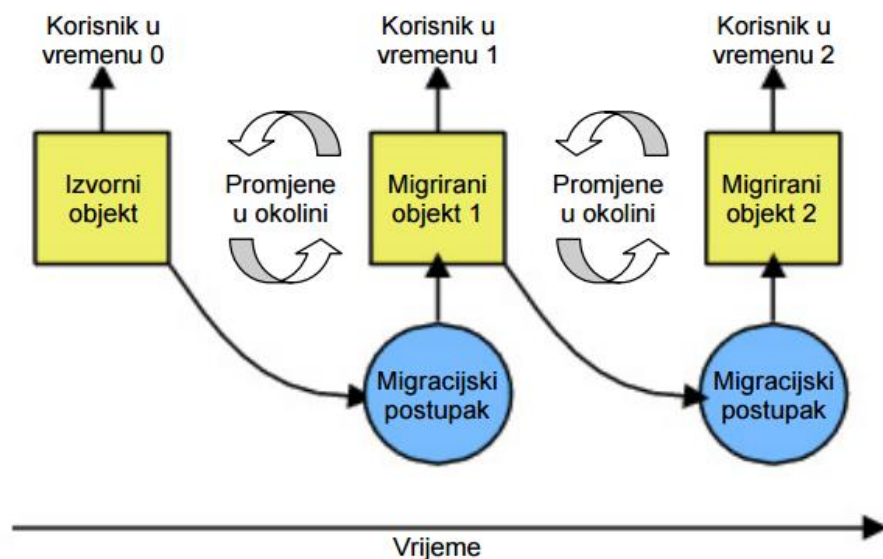 Korisnik u
vremenu 0
Korisnik u
vremenu 1
Korisnik u
vremenu 2
Izvorni
objekt
Promjene
u okolini
Migrirani
objekt 1
Promjene
u okolini
Migrirani
objekt 2
Migracijski
postupak
Migracijski
postupak
Vrijeme